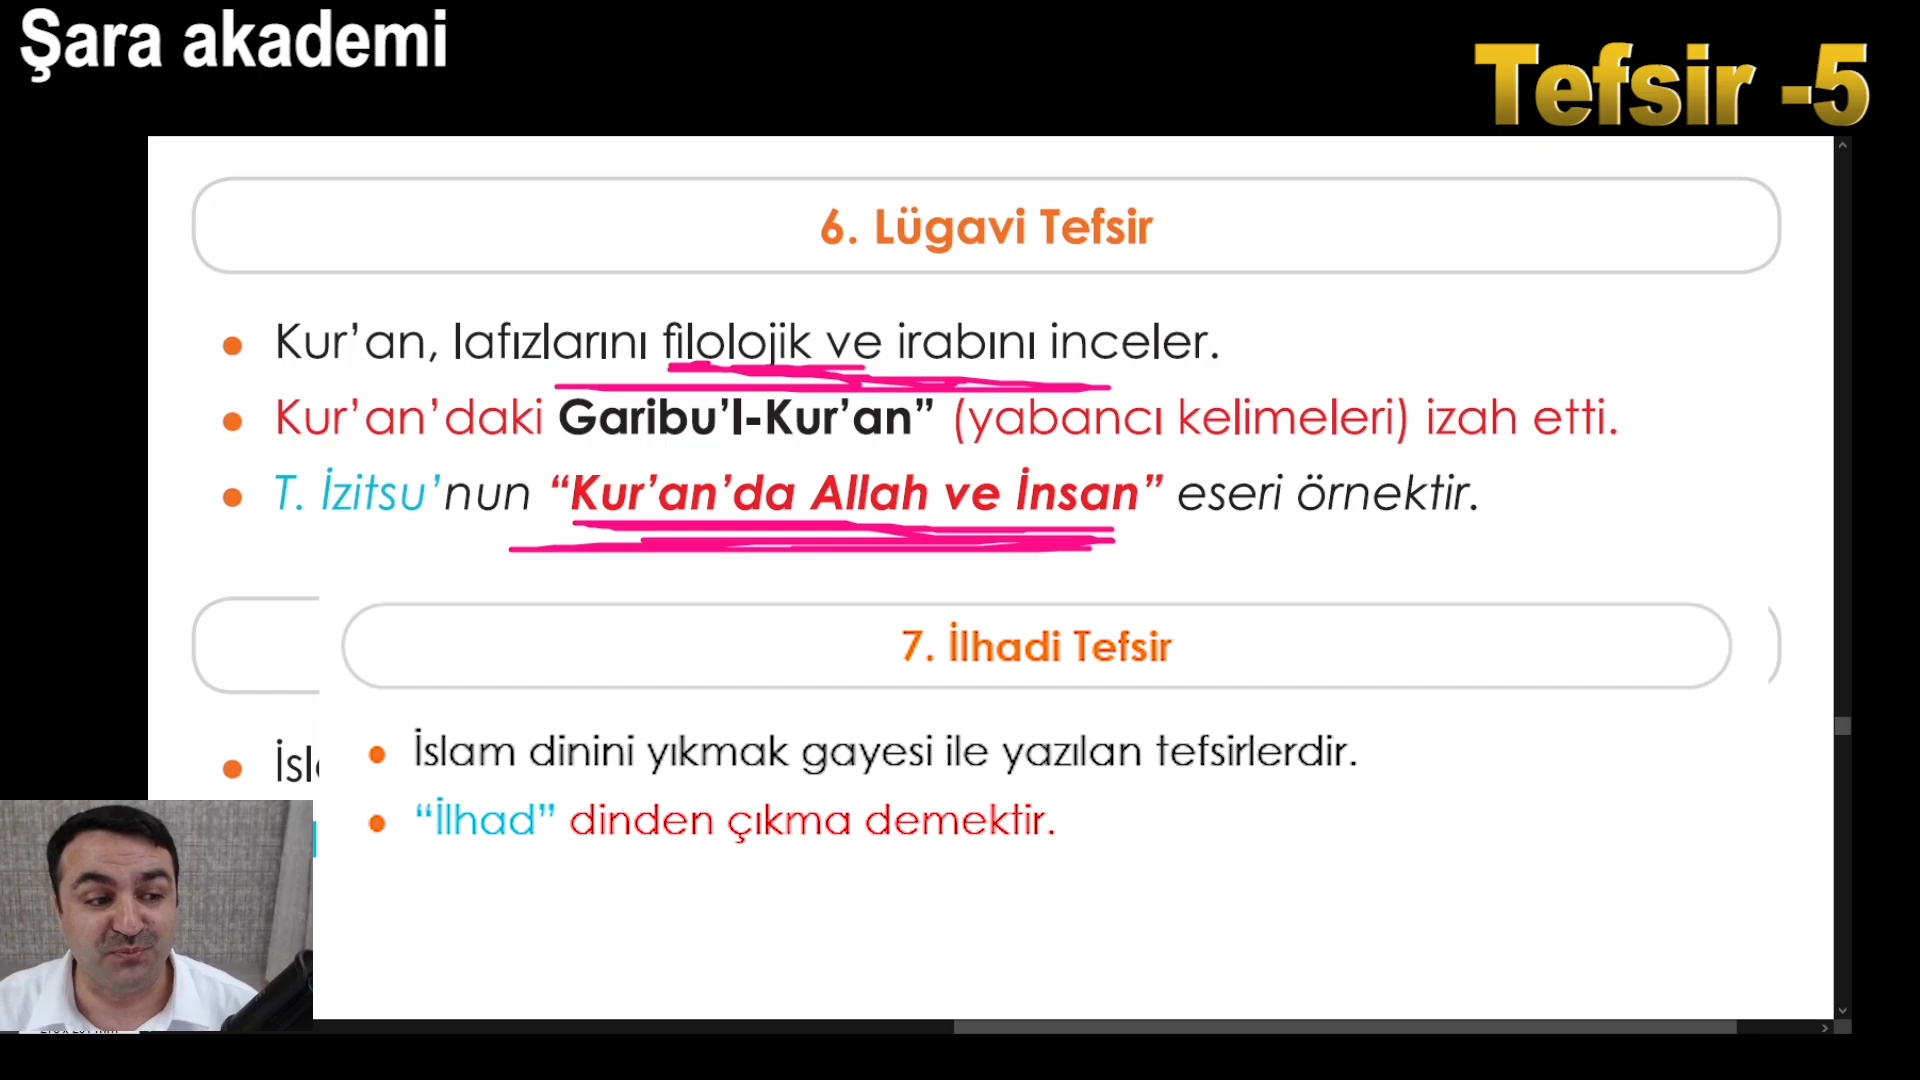 Şara akademi
Tefsir -5
6. Lügavi Tefsir
Kur’an, lafızlarını filolojik ve irabını inceler.
Kur’an’daki Garibu’l-Kur’an” (yabancı kelimeleri) izah etti.
T. İzitsu’nun “Kur’an’da Allah ve İnsan” eseri örnektir.
7. İlhadi Tefsir
İslam dinini yıkmak gayesi ile yazılan tefsirlerdir.
“İlhad” dinden çıkma demektir.